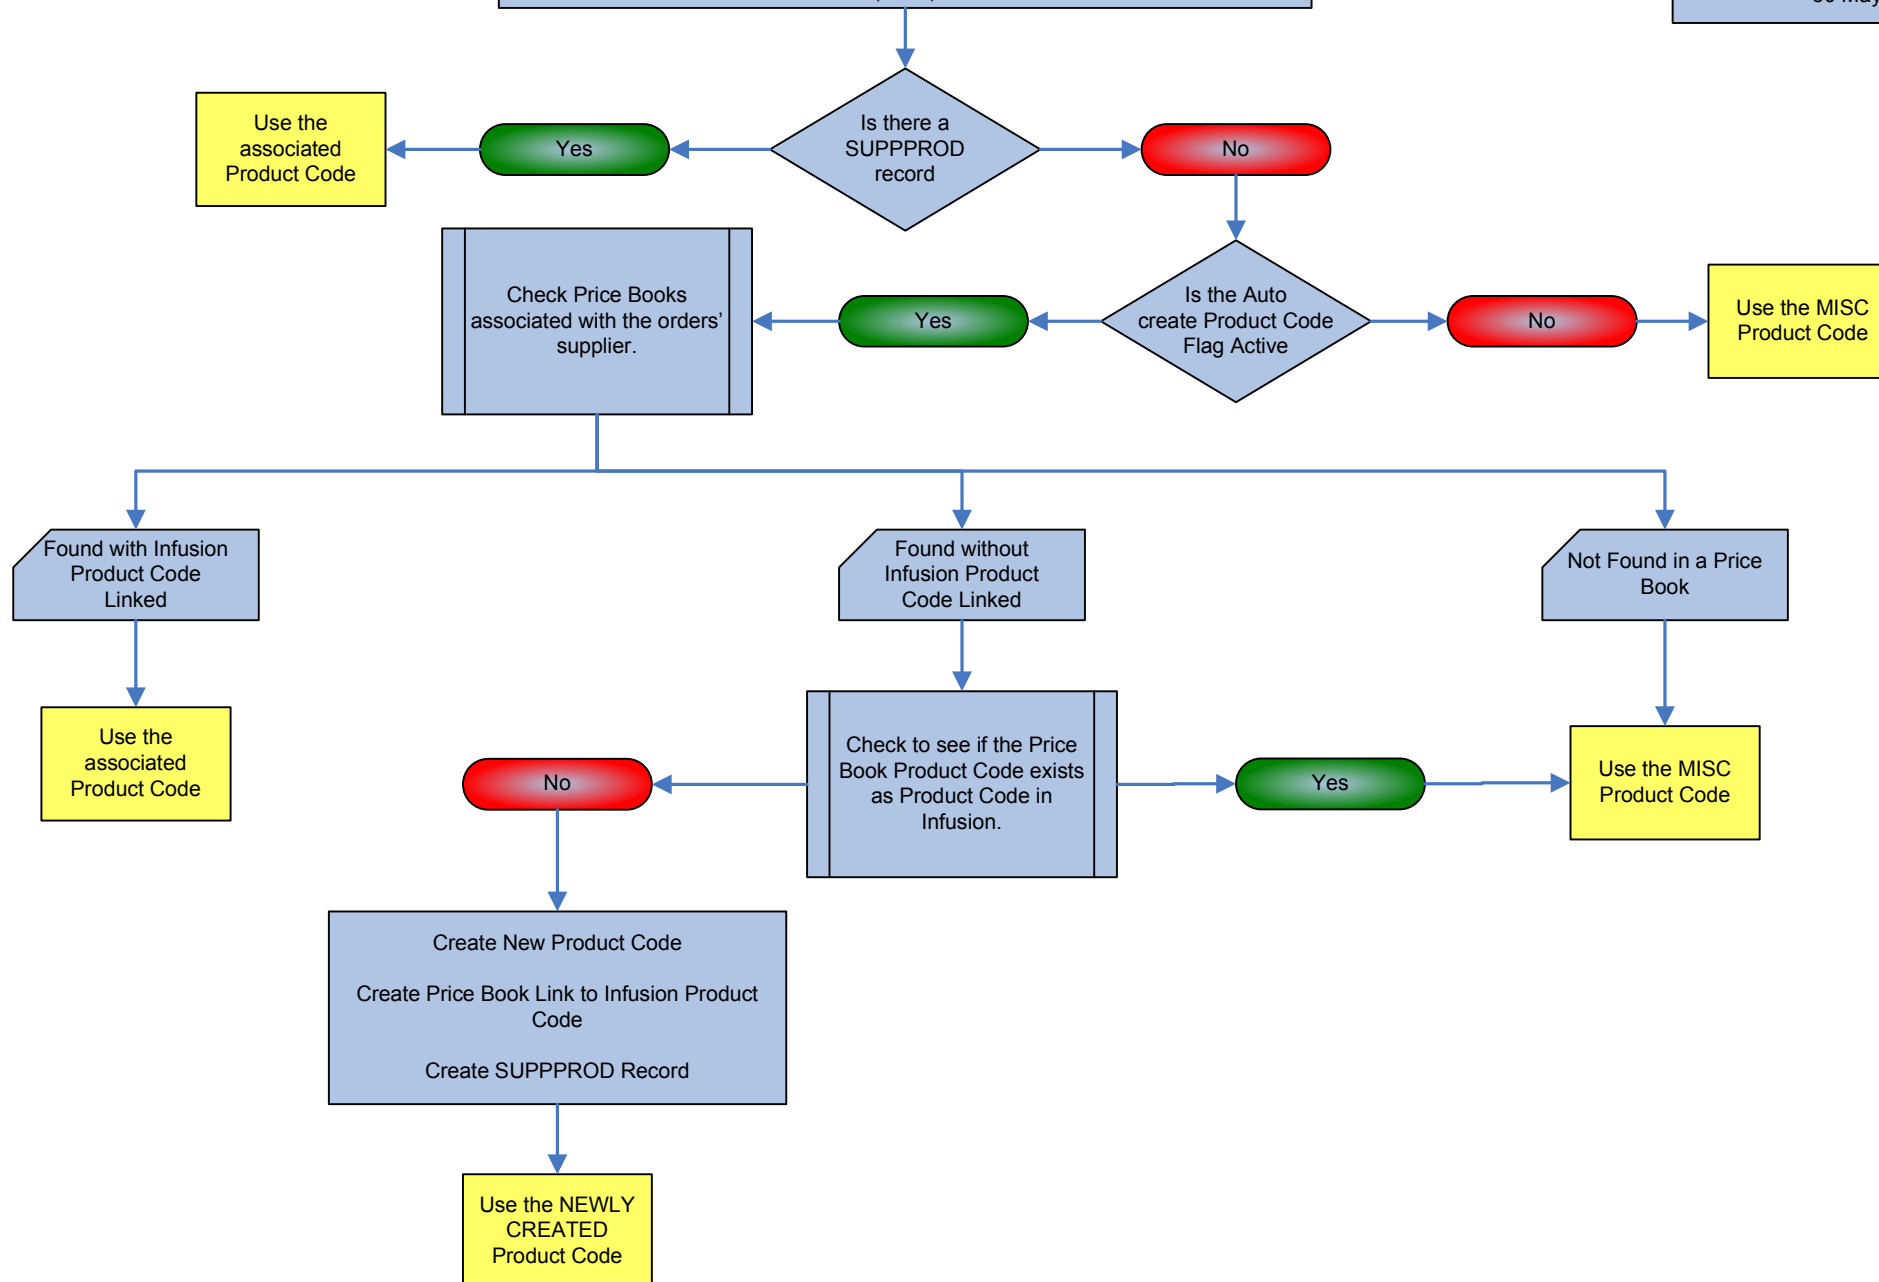 Is there a
SUPPPROD
record
Use the
associated
Product Code
Yes
No
Check Price Books
associated with the orders'
supplier.
Yes
Is the Auto
create Product Code
Flag Active
No
Use the MISC
Product Code
Found with Infusion
Product Code
Linked
Found without
Infusion Product
Code Linked
Not Found in a Price
Book
Use the
associated
Product Code
No
Check to see if the Price
Book Product Code exists
as Product Code in
Infusion.
Yes
Use the MISC
Product Code
Create New Product Code
Create Price Book Link to Infusion Product
Code
Create SUPPPROD Record
Use the NEWLY
CREATED
Product Code